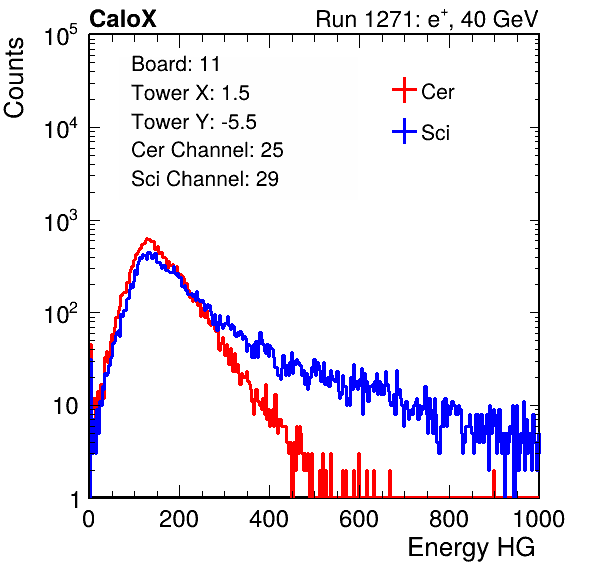 CaloX Run 1271: e⁺, 40 GeV
Counts
10⁵
10⁴
10³
10²
10
1
Board: 11
Tower X: 1.5
Tower Y: -5.5
Cer Channel: 25
Sci Channel: 29
Cer
Sci
0 200 400 600 800 1000
Energy HG